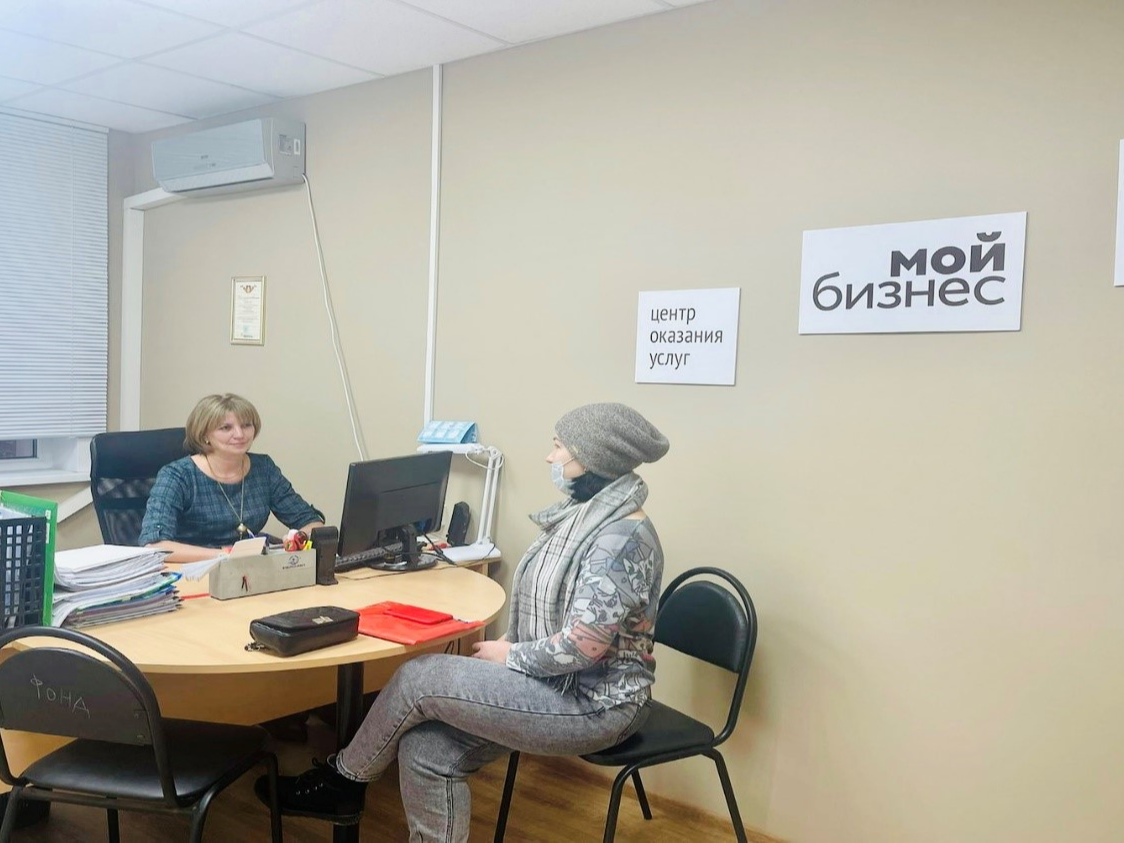 мой
бизнес
центр
оказания
услуг
ФОНД